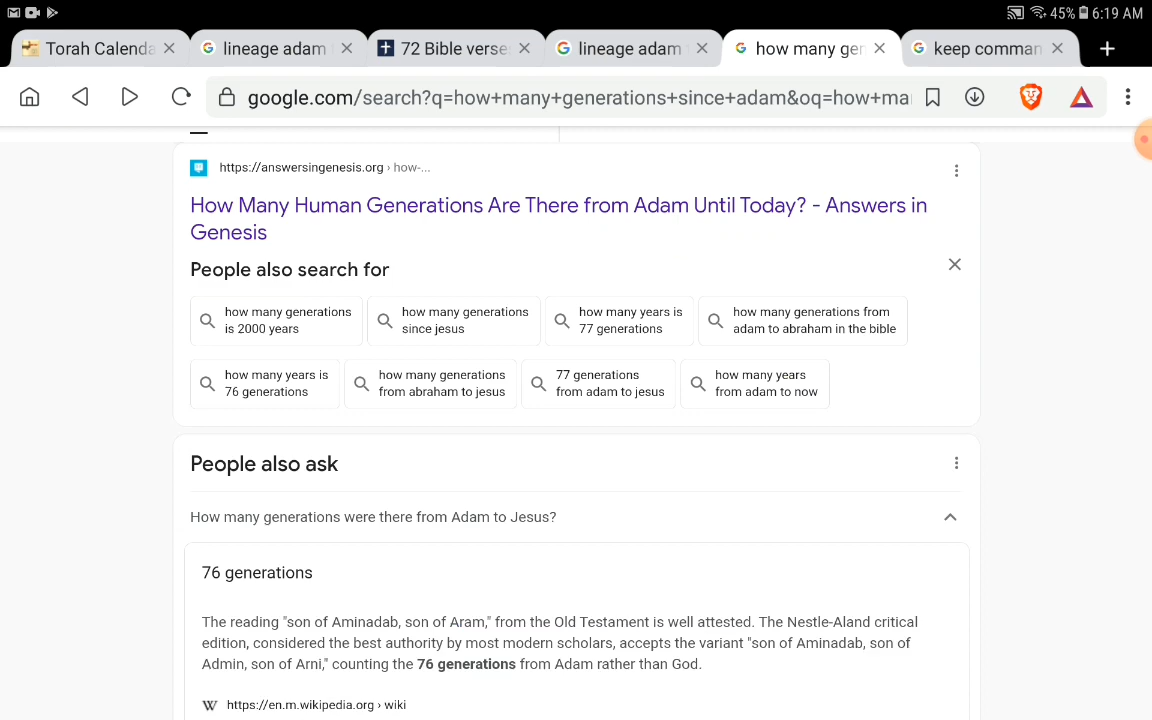 45% 6:19 AM
Torah Calenda
lineage adam
72 Bible verse
lineage adam
how many gen
keep comman
google.com/search?q=how+many+generations+since+adam&oq=how+ma
https://answersingenesis.org › how-...
How Many Human Generations Are There from Adam Until Today? - Answers in
Genesis
People also search for
how many generations
is 2000 years
how many generations
since jesus
how many years is
77 generations
how many generations from
adam to abraham in the bible
how many years is
76 generations
how many generations
from abraham to jesus
77 generations
from adam to jesus
how many years
from adam to now
People also ask
How many generations were there from Adam to Jesus?
76 generations
The reading "son of Aminadab, son of Aram," from the Old Testament is well attested. The Nestle-Aland critical
edition, considered the best authority by most modern scholars, accepts the variant "son of Aminadab, son of
Admin, son of Arni," counting the 76 generations from Adam rather than God.
W https://en.m.wikipedia.org › wiki